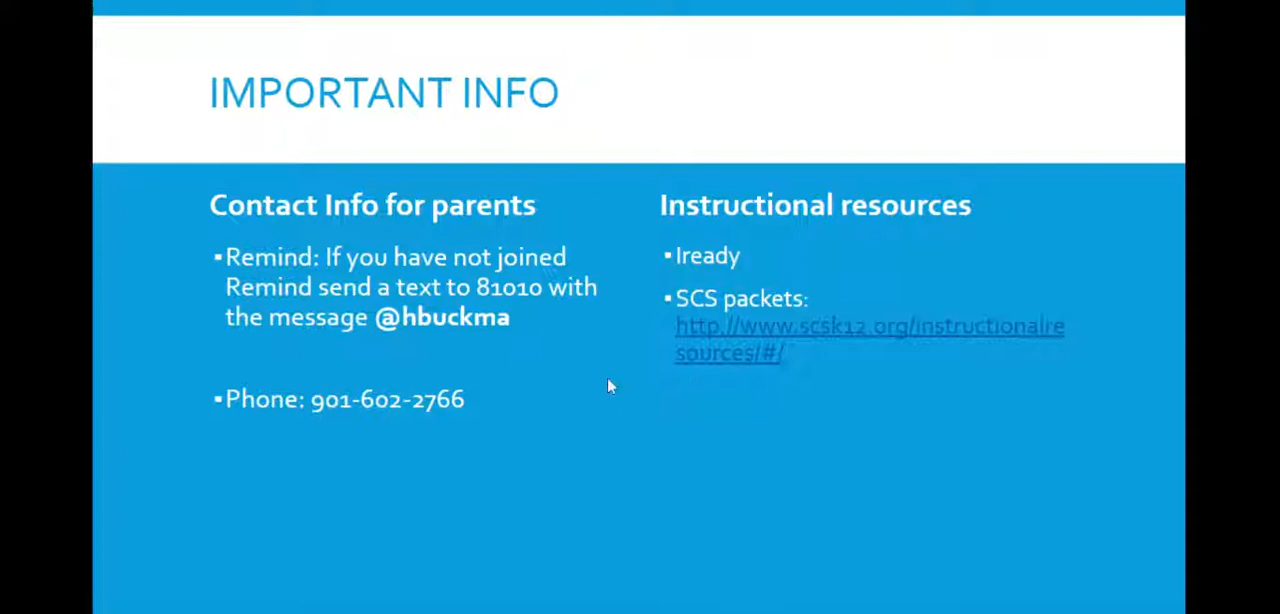 IMPORTANT INFO
Contact Info for parents
▪Remind: If you have not joined
Remind send a text to 81010 with
the message @hbuckma
▪Phone: 901-602-2766
Instructional resources
▪Iready
▪SCS packets:
http://www.scsk12.org/instructionalre
sources/#/